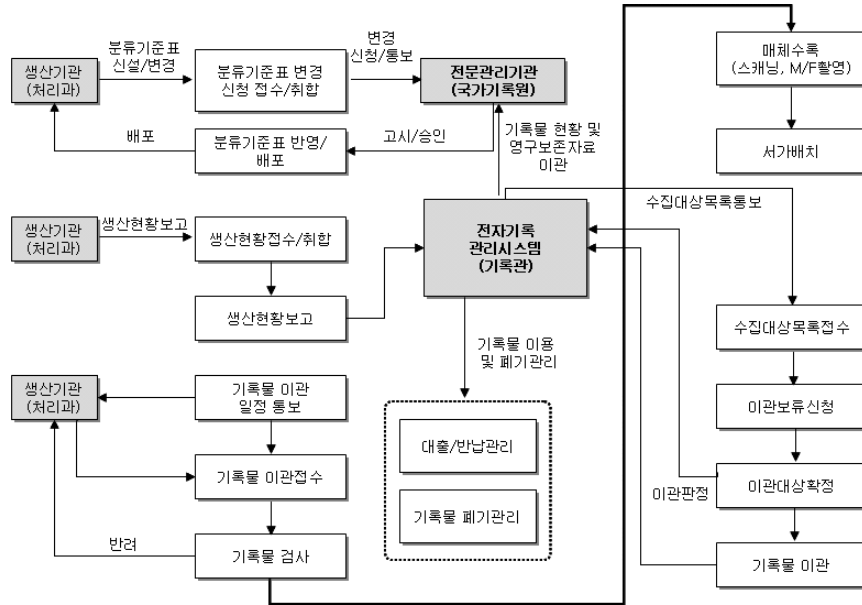 생산기관
(처리과)
분류기준표
신설/변경
분류기준표 변경
신청 접수/취합
변경
신청/통보
전문관리기관
(국가기록원)
매체수록
(스캐닝, M/F촬영)
배포
분류기준표 반영/
배포
고시/승인
기록물 현황 및
영구보존자료
이관
서가배치
생산기관
(처리과)
생산현황보고
생산현황접수/취합
전자기록
관리시스템
(기록관)
수집대상목록통보
생산현황보고
기록물 이용
및 폐기관리
수집대상목록접수
생산기관
(처리과)
기록물 이관
일정 통보
이관보류신청
대출/반납관리
기록물 이관접수
이관판정
이관대상확정
기록물 폐기관리
반려
기록물 검사
기록물 이관